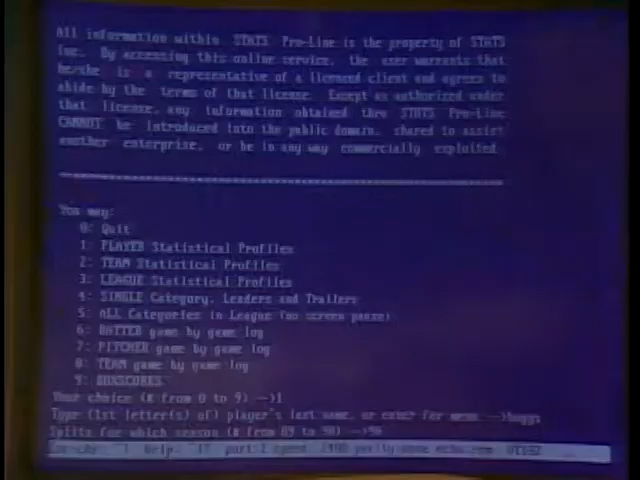 All information within STATS Pro-Line is the property of STATS
Inc. By accessing this online service, the user warrants that
he/she is a representative of a licensed client and agrees to
abide by the terms of that license. Except as authorized under
that license, any information obtained thru STATS Pro-Line
CANNOT be introduced into the public domain, shared to assist
another enterprise, or be in any way commercially exploited.
You may:
0: Quit
1: PLAYER Statistical Profiles
2: TEAM Statistical Profiles
3: LEAGUE Statistical Profiles
4: SINGLE Category, Leaders and Trailers
5: ALL Categories in League (no screen pause)
6: BATTER game by game log
7: PITCHER game by game log
8: TEAM game by game log
9: BOXSCORES
Your choice (# from 0 to 9) -->1
Type (1st letter(s) of) player's last name, or enter for menu -->boggs
Splits for which season (# from 89 to 90) -->90
help port:2 speed 2400